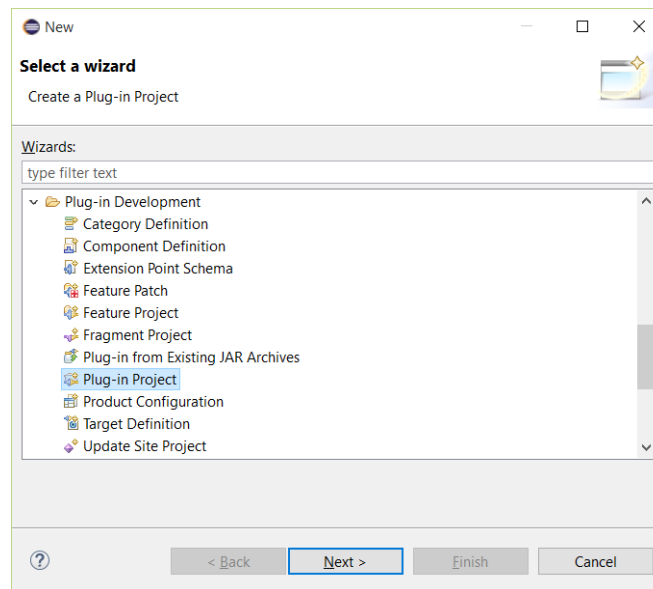 New
Select a wizard
Create a Plug-in Project
Wizards:
type filter text
Plug-in Development
Category Definition
Component Definition
Extension Point Schema
Feature Patch
Feature Project
Fragment Project
Plug-in from Existing JAR Archives
Plug-in Project
Product Configuration
Target Definition
Update Site Project
? < Back Next > Finish Cancel